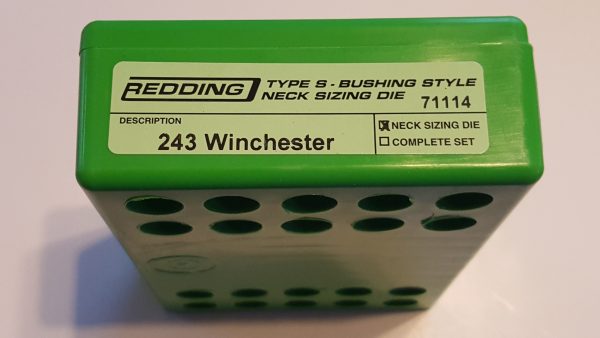 REDDING TYPE S - BUSHING STYLE
NECK SIZING DIE 71114
DESCRIPTION
243 Winchester
NECK SIZING DIE
COMPLETE SET